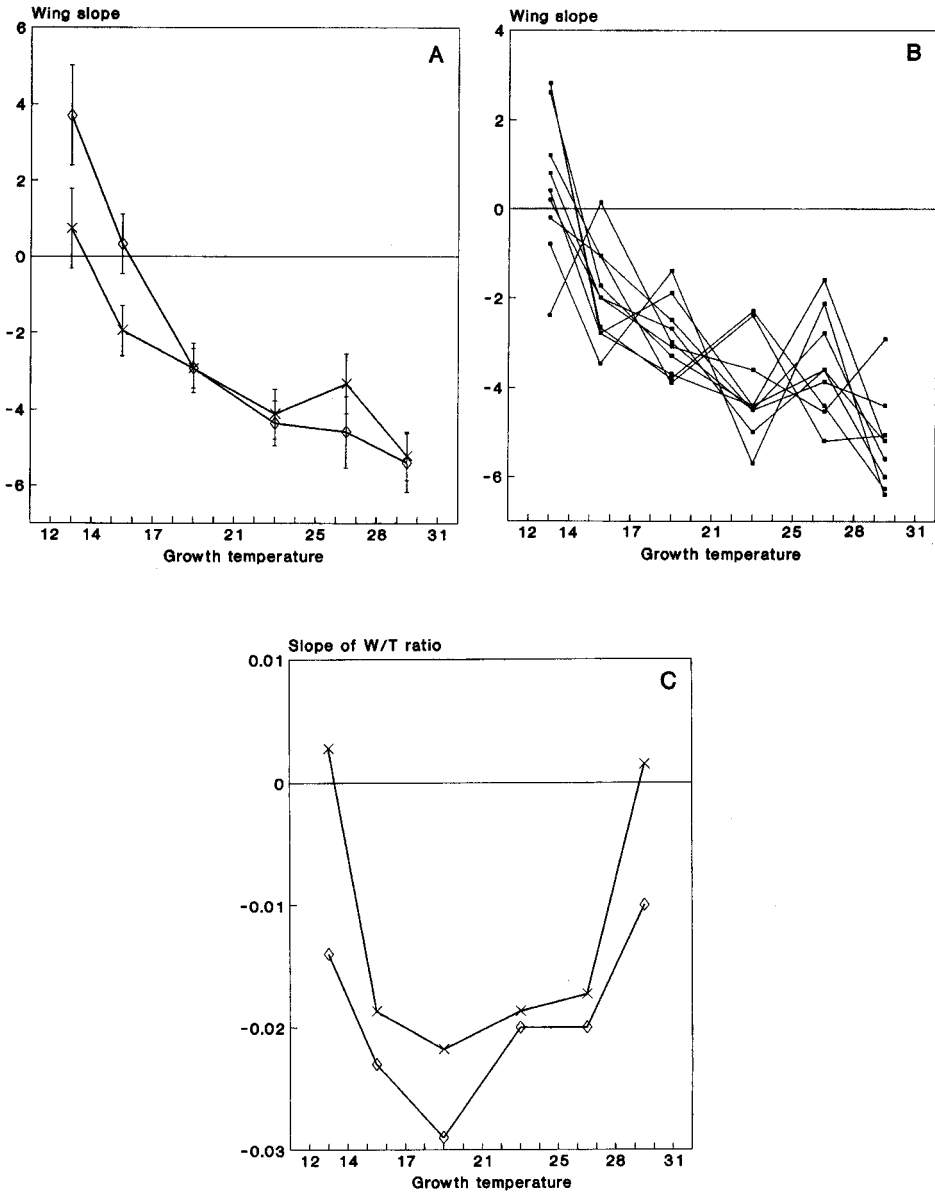 Wing slope
A
6
4
2
0
-2
-4
-6
12 14 17 21 25 28 31
Growth temperature
Wing slope
B
4
2
0
-2
-4
-6
12 14 17 21 25 28 31
Growth temperature
Slope of W/T ratio
C
0.01
0
-0.01
-0.02
-0.03
12 14 17 21 25 28 31
Growth temperature